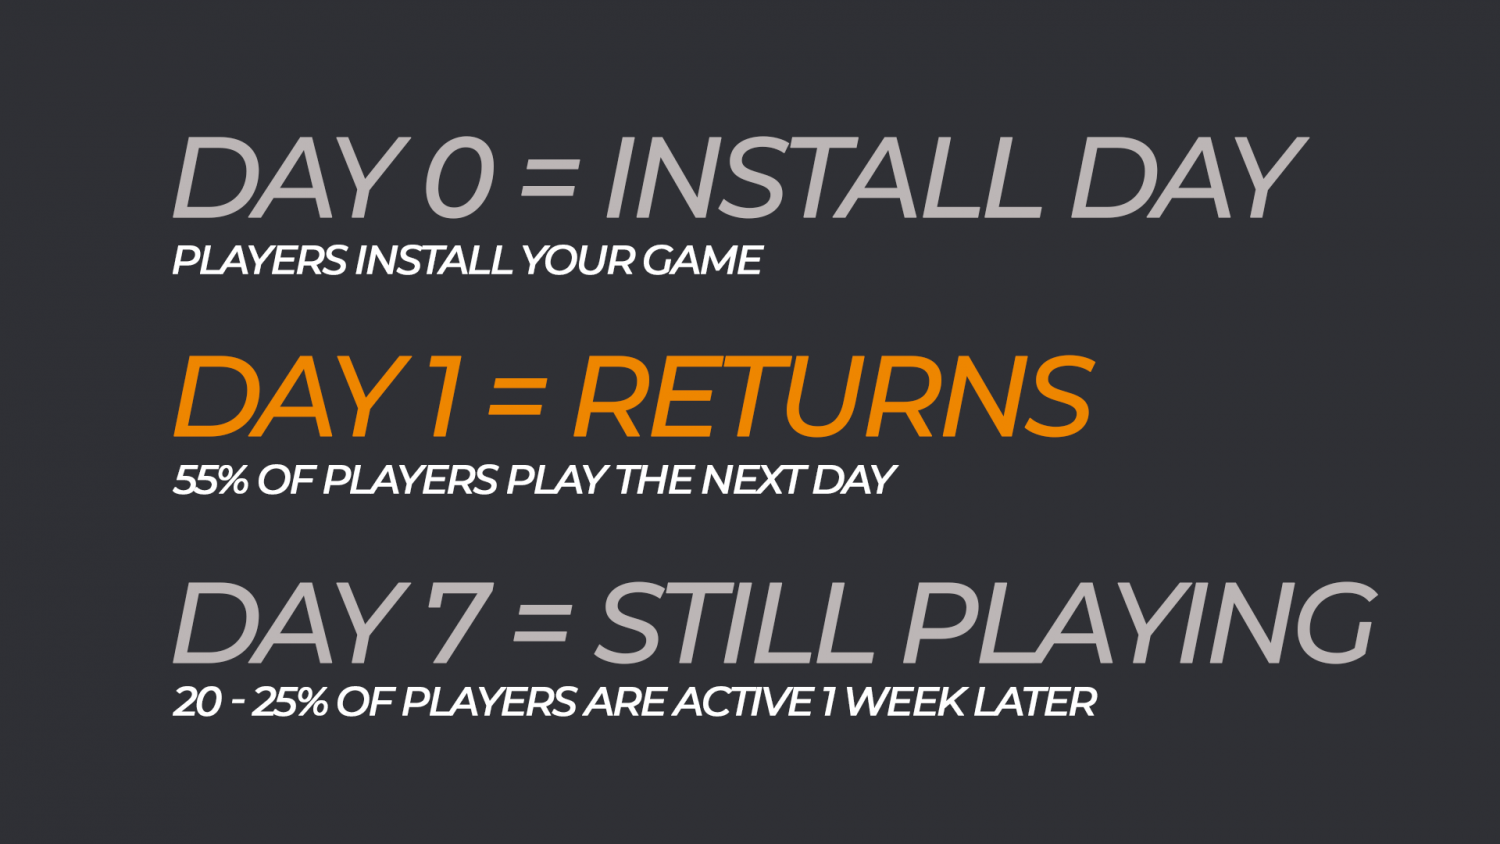 DAY 0 = INSTALL DAY
PLAYERS INSTALL YOUR GAME
DAY 1 = RETURNS
55% OF PLAYERS PLAY THE NEXT DAY
DAY 7 = STILL PLAYING
20 - 25% OF PLAYERS ARE ACTIVE 1 WEEK LATER